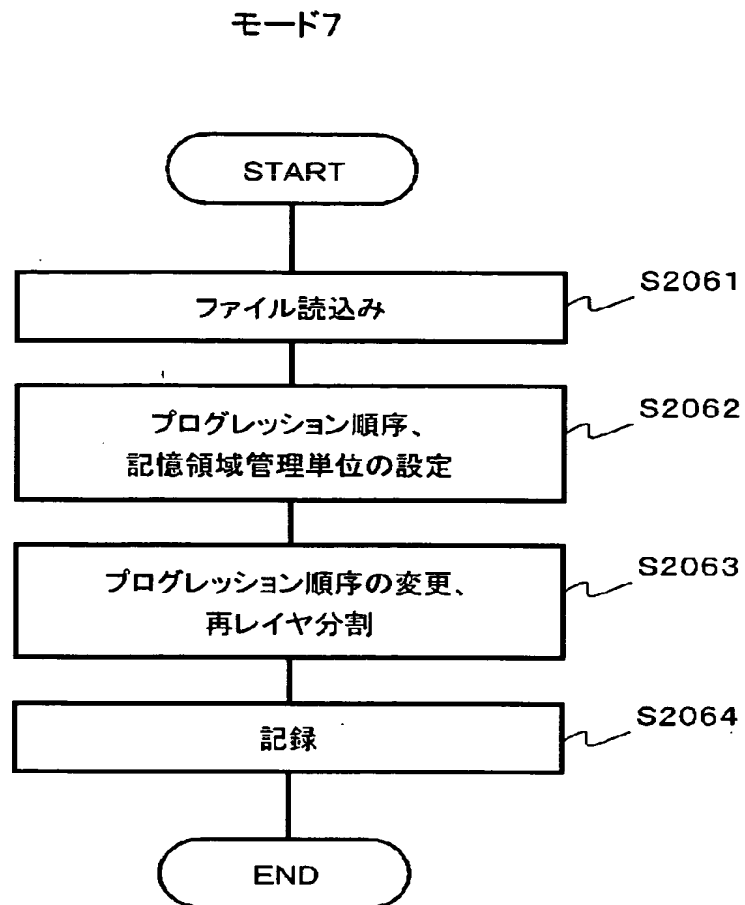 モード7
START
ファイル読込み
S2061
プログレッション順序、
記憶領域管理単位の設定
S2062
プログレッション順序の変更、
再レイヤ分割
S2063
記録
S2064
END